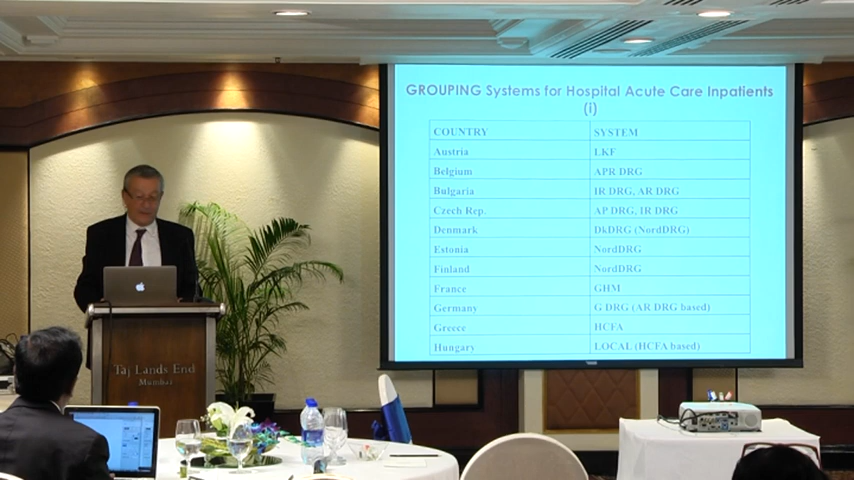 GROUPING Systems for Hospital Acute Care Inpatients
(i)
COUNTRY SYSTEM
Austria LKF
Belgium APR DRG
Bulgaria IR DRG, AR DRG
Czech Rep. AP DRG, IR DRG
Denmark DkDRG (NordDRG)
Estonia NordDRG
Finland NordDRG
France GHM
Germany G DRG (AR DRG based)
Greece HCFA
Hungary LOCAL (HCFA based)
Taj Lands End
Mumbai